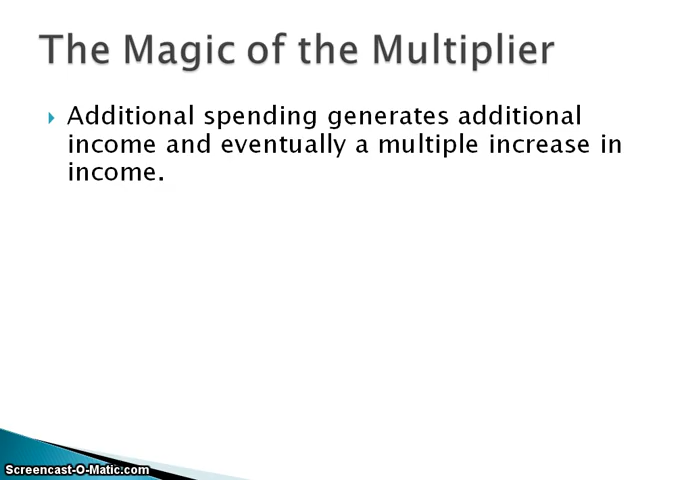 The Magic of the Multiplier
Additional spending generates additional
income and eventually a multiple increase in
income.
Screencast-O-Matic.com